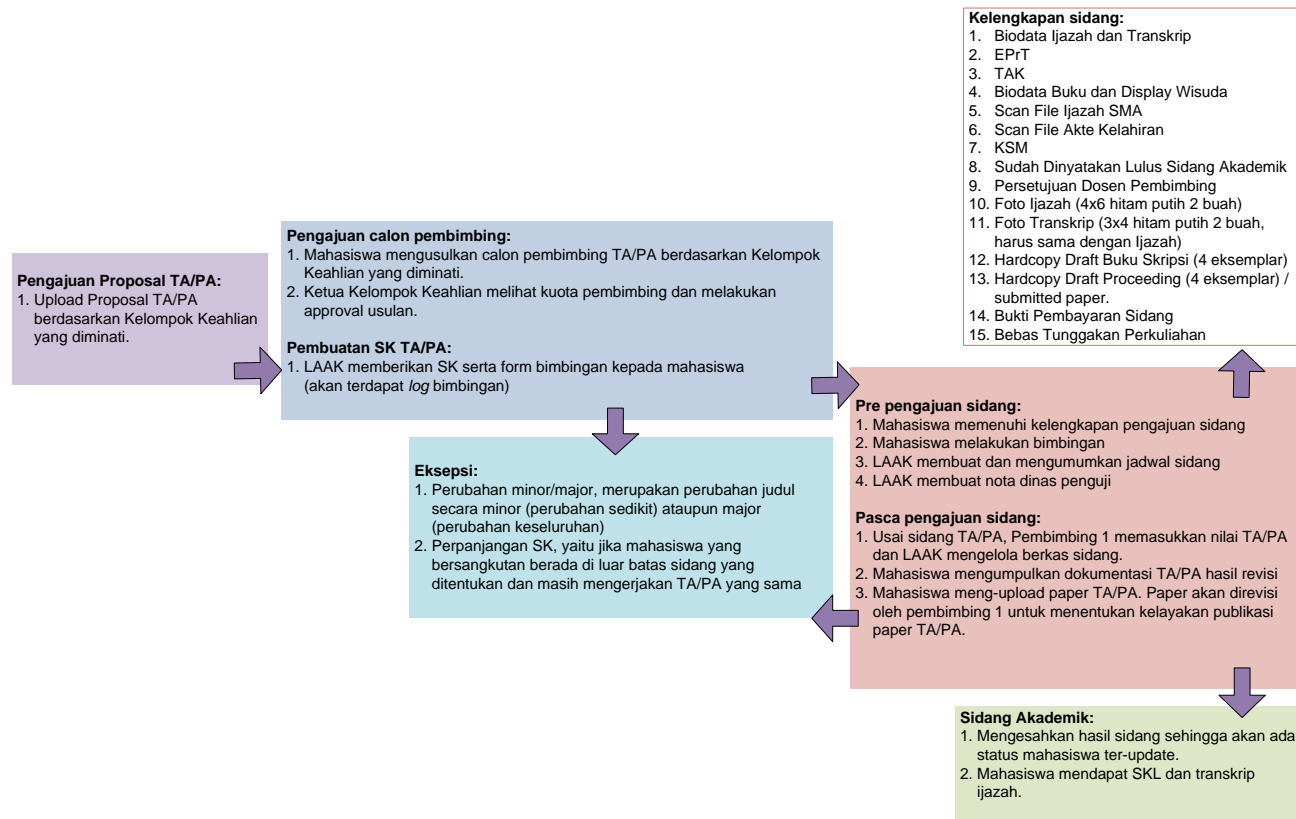 Pengajuan Proposal TA/PA:
1. Upload Proposal TA/PA
berdasarkan Kelompok Keahlian
yang diminati.
Pengajuan calon pembimbing:
1. Mahasiswa mengusulkan calon pembimbing TA/PA berdasarkan Kelompok
Keahlian yang diminati.
2. Ketua Kelompok Keahlian melihat kuota pembimbing dan melakukan
approval usulan.
Pembuatan SK TA/PA:
1. LAAK memberikan SK serta form bimbingan kepada mahasiswa
(akan terdapat log bimbingan)
Eksepsi:
1. Perubahan minor/major, merupakan perubahan judul
secara minor (perubahan sedikit) ataupun major
(perubahan keseluruhan)
2. Perpanjangan SK, yaitu jika mahasiswa yang
bersangkutan berada di luar batas sidang yang
ditentukan dan masih mengerjakan TA/PA yang sama
Kelengkapan sidang:
1. Biodata Ijazah dan Transkrip
2. EPrT
3. TAK
4. Biodata Buku dan Display Wisuda
5. Scan File Ijazah SMA
6. Scan File Akte Kelahiran
7. KSM
8. Sudah Dinyatakan Lulus Sidang Akademik
9. Persetujuan Dosen Pembimbing
10. Foto Ijazah (4x6 hitam putih 2 buah)
11. Foto Transkrip (3x4 hitam putih 2 buah,
harus sama dengan Ijazah)
12. Hardcopy Draft Buku Skripsi (4 eksemplar)
13. Hardcopy Draft Proceeding (4 eksemplar) /
submitted paper.
14. Bukti Pembayaran Sidang
15. Bebas Tunggakan Perkuliahan
Pre pengajuan sidang:
1. Mahasiswa memenuhi kelengkapan pengajuan sidang
2. Mahasiswa melakukan bimbingan
3. LAAK membuat dan mengumumkan jadwal sidang
4. LAAK membuat nota dinas penguji
Pasca pengajuan sidang:
1. Usai sidang TA/PA, Pembimbing 1 memasukkan nilai TA/PA
dan LAAK mengelola berkas sidang.
2. Mahasiswa mengumpulkan dokumentasi TA/PA hasil revisi
3. Mahasiswa meng-upload paper TA/PA. Paper akan direvisi
oleh pembimbing 1 untuk menentukan kelayakan publikasi
paper TA/PA.
Sidang Akademik:
1. Mengesahkan hasil sidang sehingga akan ada
status mahasiswa ter-update.
2. Mahasiswa mendapat SKL dan transkrip
ijazah.